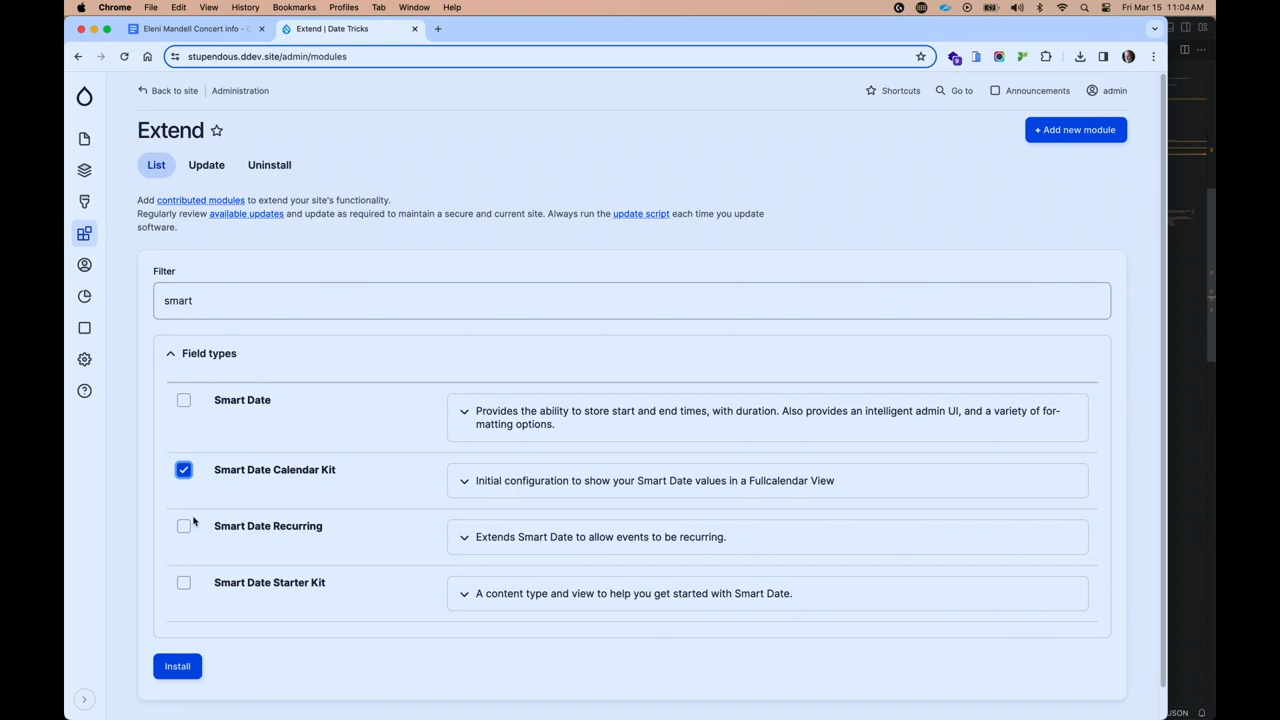 Chrome File Edit View History Bookmarks Profiles Tab Window Help Fri Mar 15 11:04 AM
Eleni Mandell Concert info - Extend | Date Tricks
stupendous.ddev.site/admin/modules
Back to site Administration Shortcuts Go to Announcements admin
Extend
+ Add new module
List Update Uninstall
Add contributed modules to extend your site's functionality.
Regularly review available updates and update as required to maintain a secure and current site. Always run the update script each time you update
software.
Filter
smart
Field types
Smart Date
Provides the ability to store start and end times, with duration. Also provides an intelligent admin UI, and a variety of for-
matting options.
Smart Date Calendar Kit
Initial configuration to show your Smart Date values in a Fullcalendar View
Smart Date Recurring
Extends Smart Date to allow events to be recurring.
Smart Date Starter Kit
A content type and view to help you get started with Smart Date.
Install
JSON